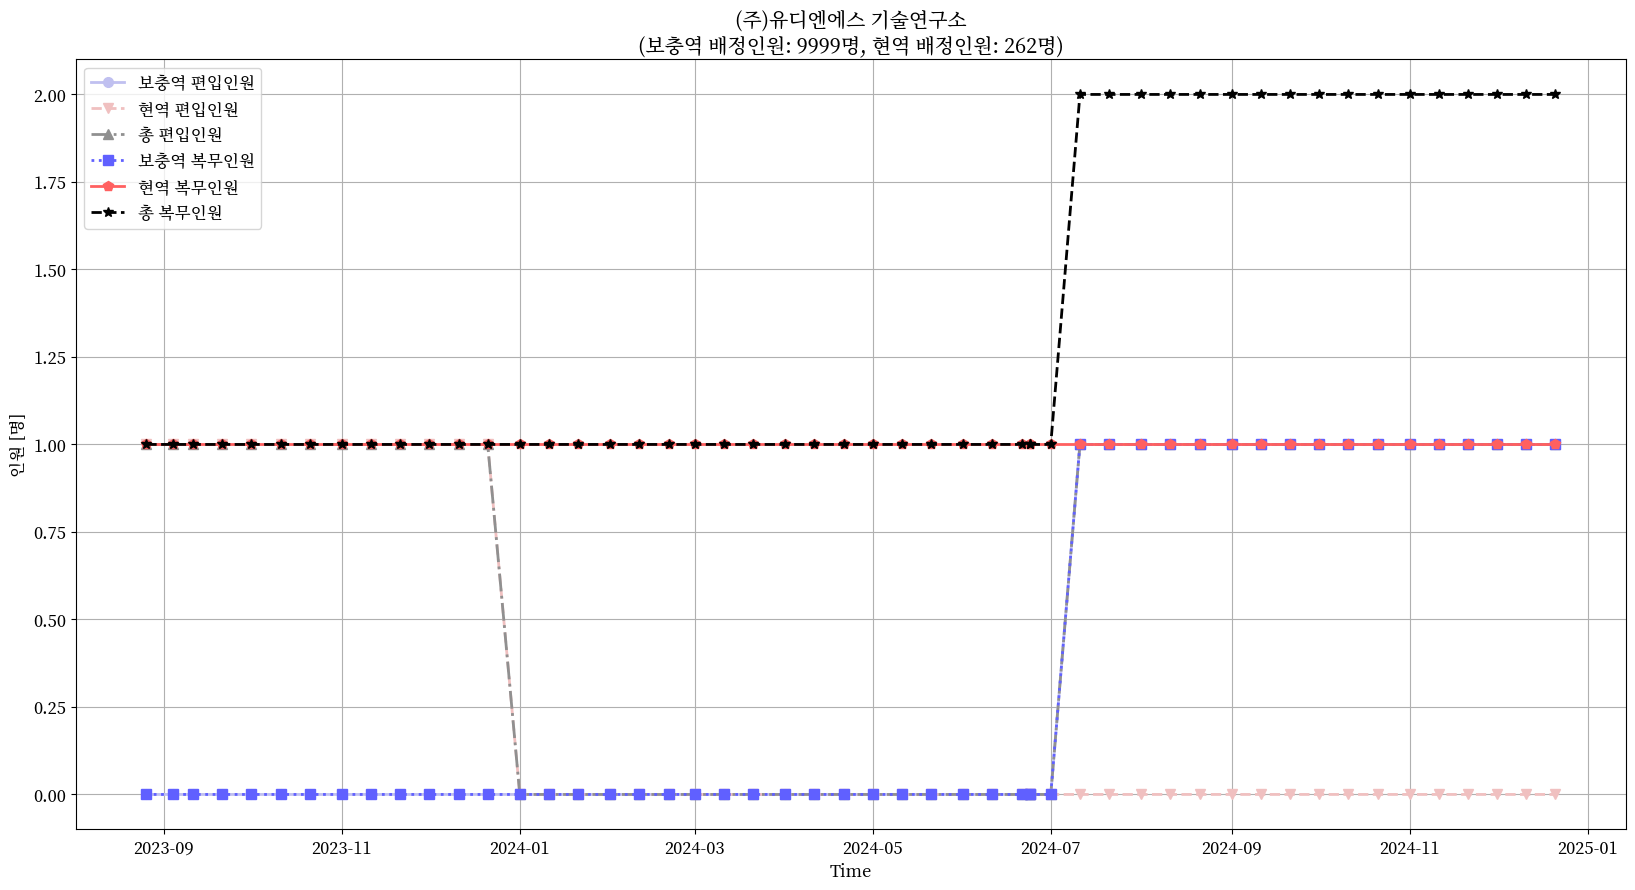 (주)유디엔에스 기술연구소
(보충역 배정인원: 9999명, 현역 배정인원: 262명)
보충역 편입인원
현역 편입인원
총 편입인원
보충역 복무인원
현역 복무인원
총 복무인원
2.00
1.75
1.50
1.25
1.00
0.75
0.50
0.25
0.00
인원 [명]
2023-09
2023-11
2024-01
2024-03
2024-05
2024-07
2024-09
2024-11
2025-01
Time